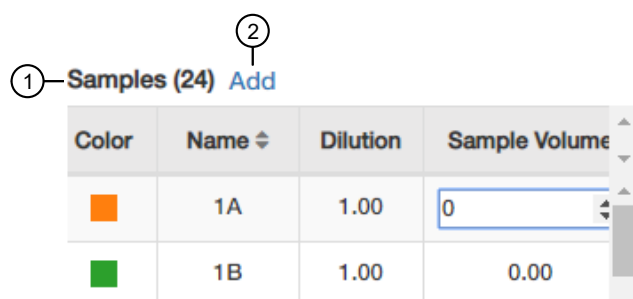 2
1 Samples (24) Add
Color Name Dilution Sample Volume
1A 1.00 0
1B 1.00 0.00